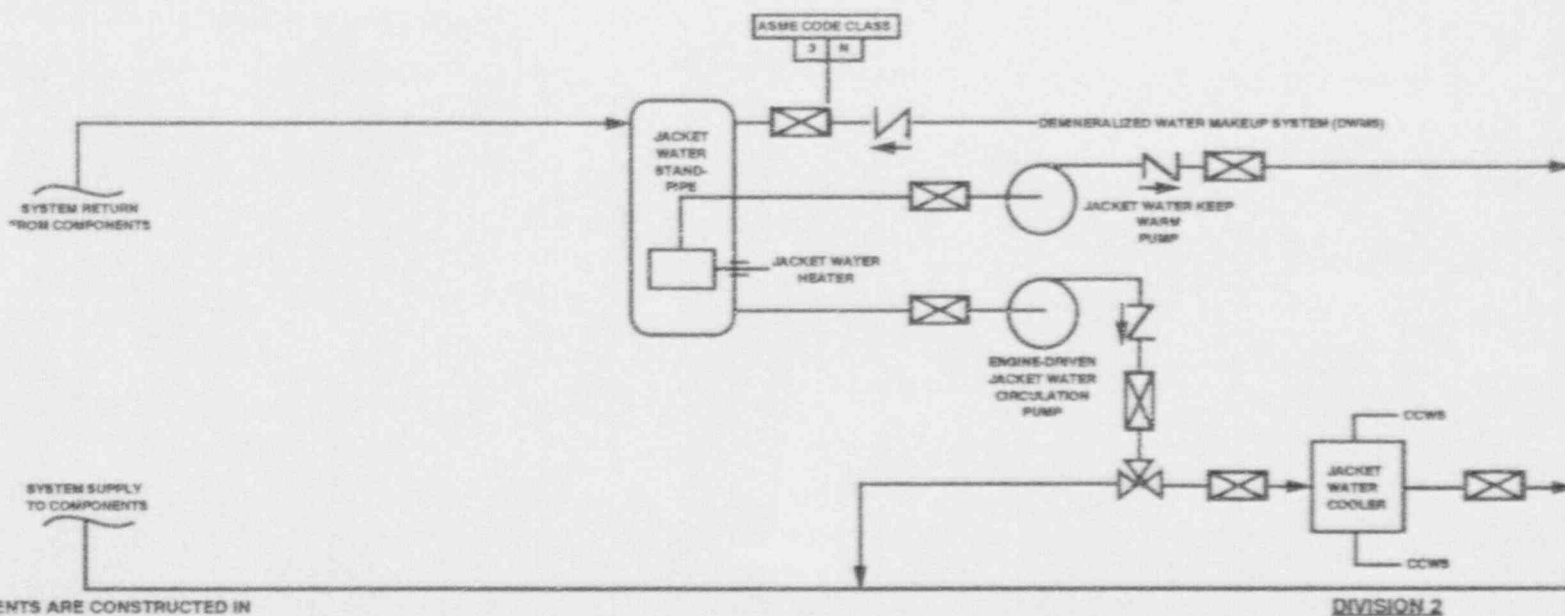 ASME CODE CLASS
3 N
JACKET
WATER
STAND-
PIPE
DEMINERALIZED WATER MAKEUP SYSTEM (DWMS)
SYSTEM RETURN
FROM COMPONENTS
JACKET WATER KEEP
WARM
PUMP
JACKET WATER
HEATER
ENGINE-DRIVEN
JACKET WATER
CIRCULATION
PUMP
CCWS
SYSTEM SUPPLY
TO COMPONENTS
JACKET
WATER
COOLER
CCWS
ENTS ARE CONSTRUCTED IN
DIVISION 2